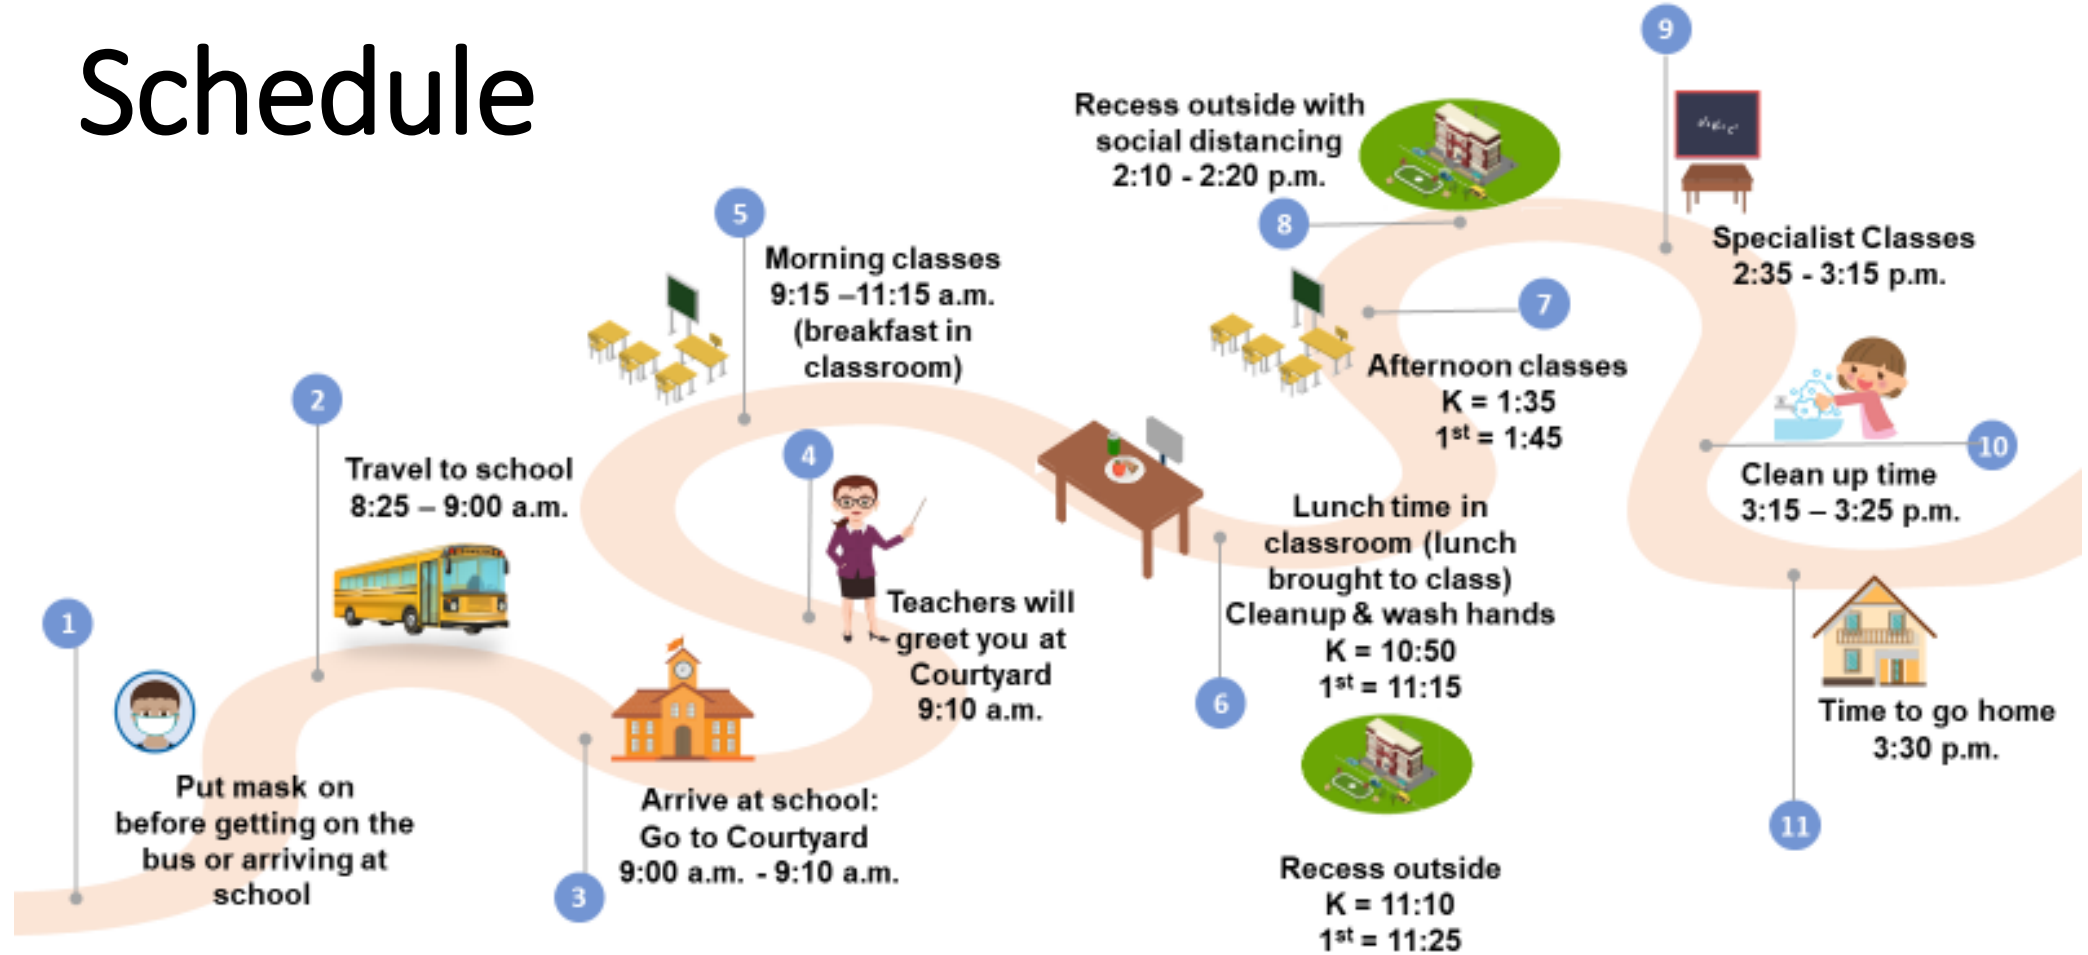 Schedule
1
Put mask on
before getting on the
bus or arriving at
school
2
Travel to school
8:25 – 9:00 a.m.
3
Arrive at school:
Go to Courtyard
9:00 a.m. - 9:10 a.m.
4
Teachers will
greet you at
Courtyard
9:10 a.m.
5
Morning classes
9:15 –11:15 a.m.
(breakfast in
classroom)
6
Lunch time in
classroom (lunch
brought to class)
Cleanup & wash hands
K = 10:50
1st = 11:15
Recess outside
K = 11:10
1st = 11:25
7
Afternoon classes
K = 1:35
1st = 1:45
8
Recess outside with
social distancing
2:10 - 2:20 p.m.
9
Specialist Classes
2:35 - 3:15 p.m.
10
Clean up time
3:15 – 3:25 p.m.
11
Time to go home
3:30 p.m.